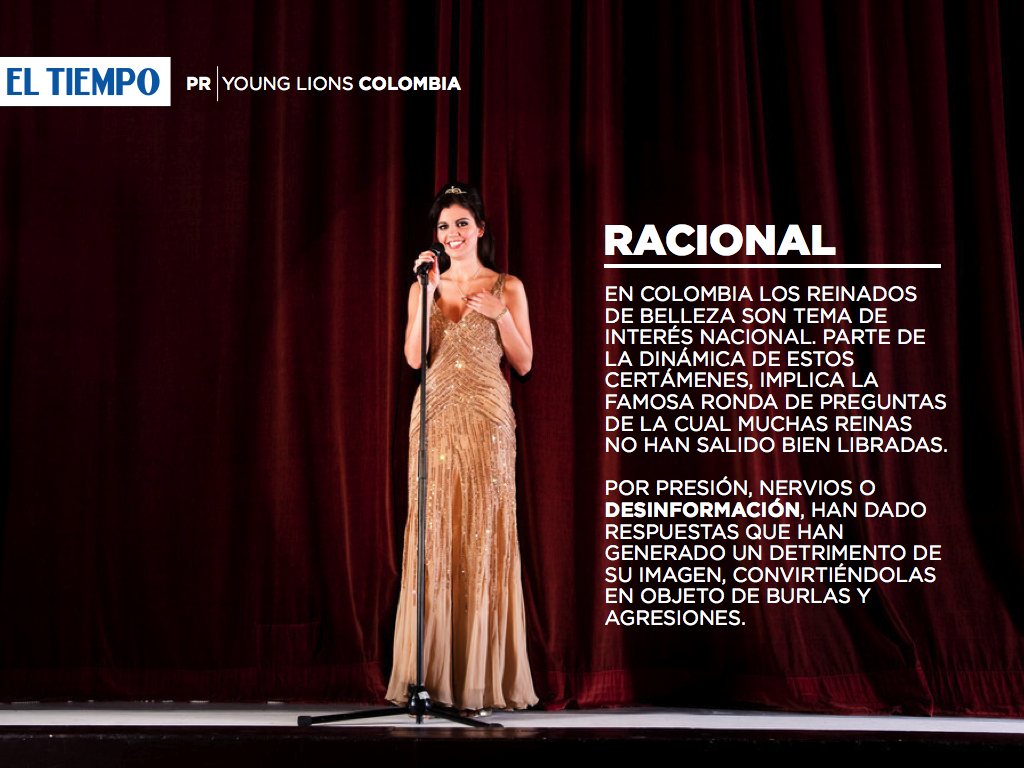 EL TIEMPO
PR | YOUNG LIONS COLOMBIA
RACIONAL
EN COLOMBIA LOS REINADOS
DE BELLEZA SON TEMA DE
INTERÉS NACIONAL. PARTE DE
LA DINÁMICA DE ESTOS
CERTÁMENES, IMPLICA LA
FAMOSA RONDA DE PREGUNTAS
DE LA CUAL MUCHAS REINAS
NO HAN SALIDO BIEN LIBRADAS.
POR PRESIÓN, NERVIOS O
DESINFORMACIÓN, HAN DADO
RESPUESTAS QUE HAN
GENERADO UN DETRIMENTO DE
SU IMAGEN, CONVIRTIÉNDOLAS
EN OBJETO DE BURLAS Y
AGRESIONES.